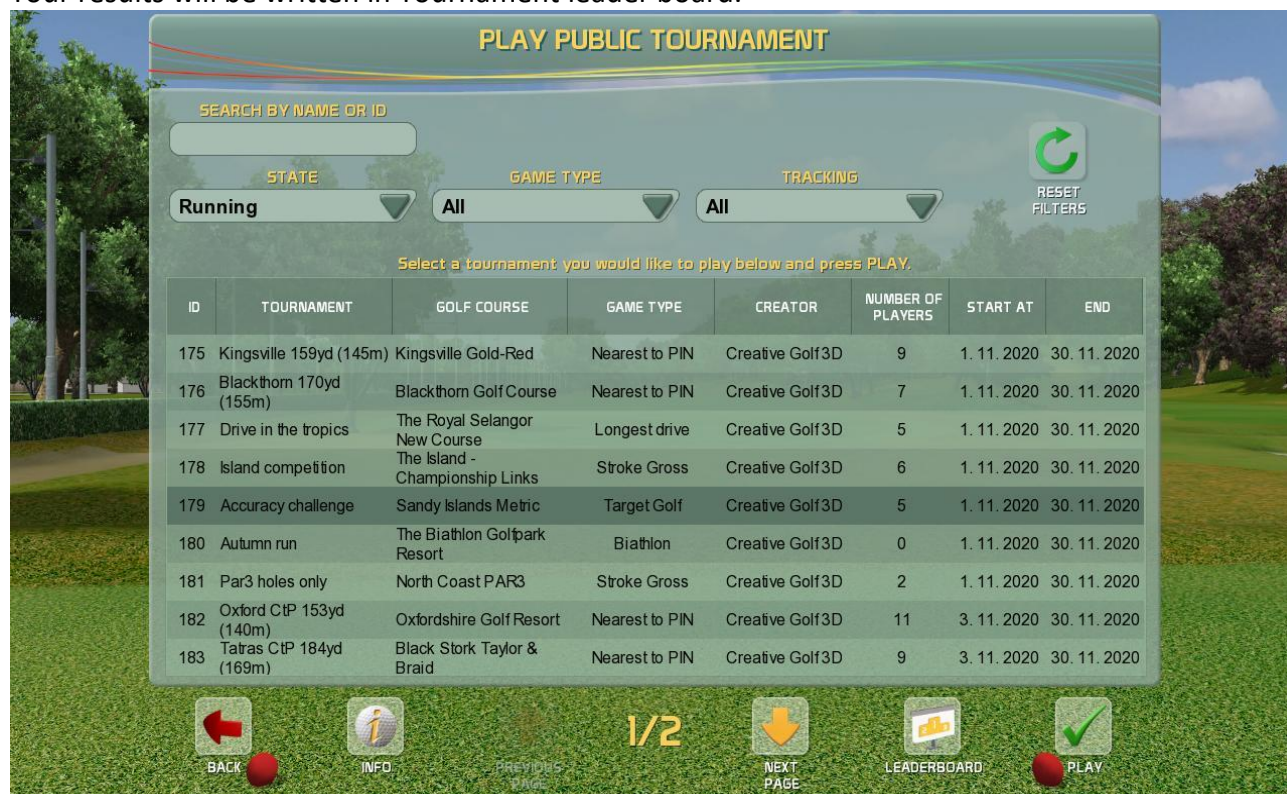 Your results will be written in Tournament leader board.
PLAY PUBLIC TOURNAMENT
SEARCH BY NAME OR ID
STATE GAME TYPE TRACKING
Running All All
RESET
FILTERS
Select a tournament you would like to play below and press PLAY.
ID TOURNAMENT GOLF COURSE GAME TYPE CREATOR NUMBER OF PLAYERS START AT END
175 Kingsville 159yd (145m) Kingsville Gold-Red Nearest to PIN Creative Golf3D 9 1. 11. 2020 30. 11. 2020
176 Blackthorn 170yd (155m) Blackthorn Golf Course Nearest to PIN Creative Golf3D 7 1. 11. 2020 30. 11. 2020
177 Drive in the tropics The Royal Selangor New Course Longest drive Creative Golf3D 5 1. 11. 2020 30. 11. 2020
178 Island competition The Island - Championship Links Stroke Gross Creative Golf3D 6 1. 11. 2020 30. 11. 2020
179 Accuracy challenge Sandy Islands Metric Target Golf Creative Golf3D 5 1. 11. 2020 30. 11. 2020
180 Autumn run The Biathlon Golfpark Resort Biathlon Creative Golf3D 0 1. 11. 2020 30. 11. 2020
181 Par3 holes only North Coast PAR3 Stroke Gross Creative Golf3D 2 1. 11. 2020 30. 11. 2020
182 Oxford CtP 153yd (140m) Oxfordshire Golf Resort Nearest to PIN Creative Golf3D 11 3. 11. 2020 30. 11. 2020
183 Tatras CtP 184yd (169m) Black Stork Taylor & Braid Nearest to PIN Creative Golf3D 9 3. 11. 2020 30. 11. 2020
1/2
BACK INFO PREVIOUS PAGE NEXT PAGE LEADERBOARD PLAY